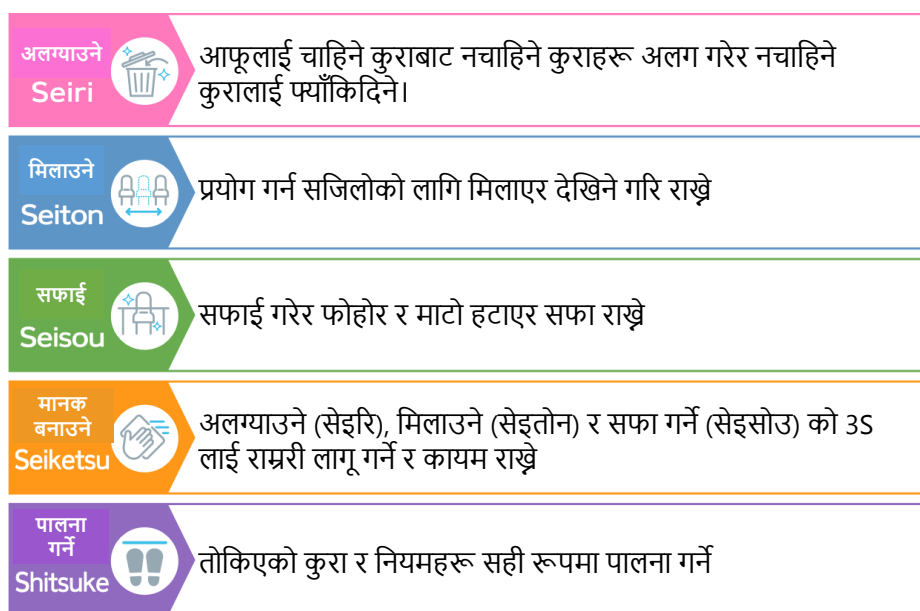 अलग्याउने
Seiri
आफूलाई चाहिने कुराबाट नचाहिने कुराहरू अलग गरेर नचाहिने
कुरालाई फ्याँकिदिने।
मिलाउने
Seiton
प्रयोग गर्न सजिलोको लागि मिलाएर देखिने गरि राख्ने
सफाई
Seisou
सफाई गरेर फोहोर र माटो हटाएर सफा राख्ने
मानक
बनाउने
Seiketsu
अलग्याउने (सेइरि), मिलाउने (सेइतोन) र सफा गर्ने (सेइसोउ) को 3S
लाई राम्ररी लागू गर्ने र कायम राख्ने
पालना
गर्ने
Shitsuke
तोकिएको कुरा र नियमहरू सही रूपमा पालना गर्ने